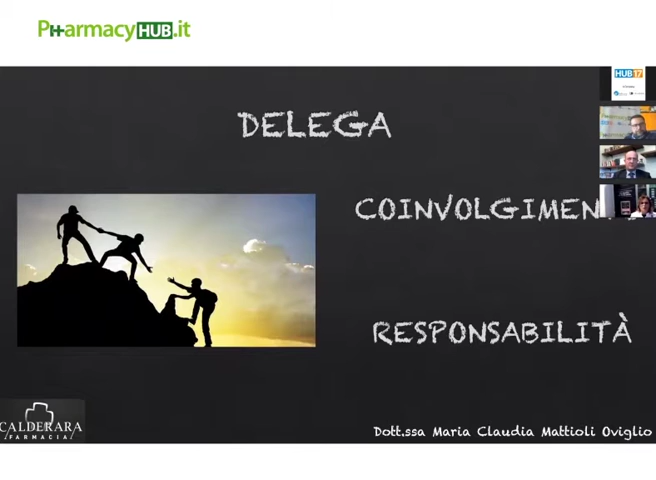 PharmacyHUB.it
HUB17
DELEGA
COINVOLGIMEN
RESPONSABILITÀ
CALDERARA
FARMACIA
Dott.ssa Maria Claudia Mattioli Oviglio